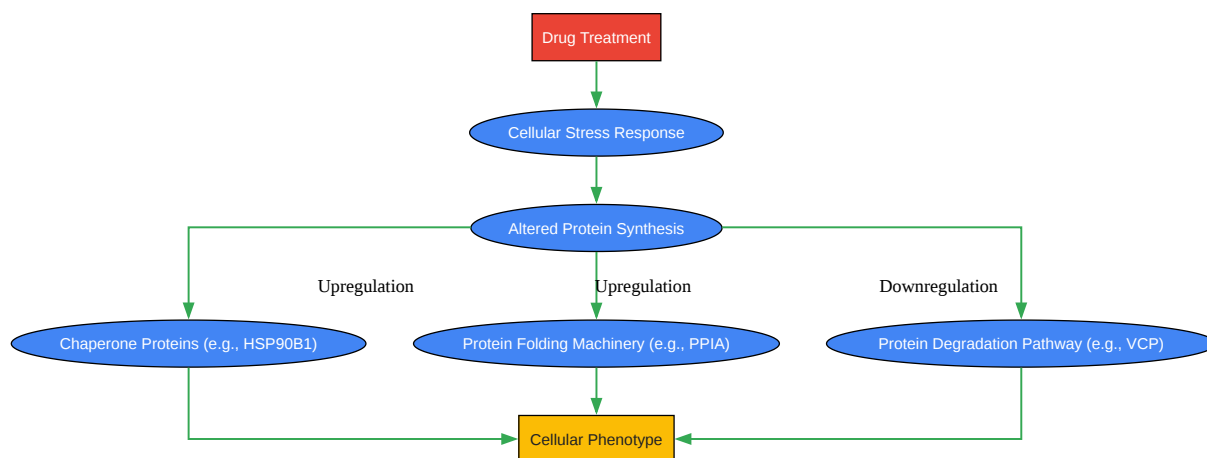 Drug Treatment
Cellular Stress Response
Altered Protein Synthesis
Upregulation
Upregulation
Downregulation
Chaperone Proteins (e.g., HSP90B1)
Protein Folding Machinery (e.g., PPIA)
Protein Degradation Pathway (e.g., VCP)
Cellular Phenotype